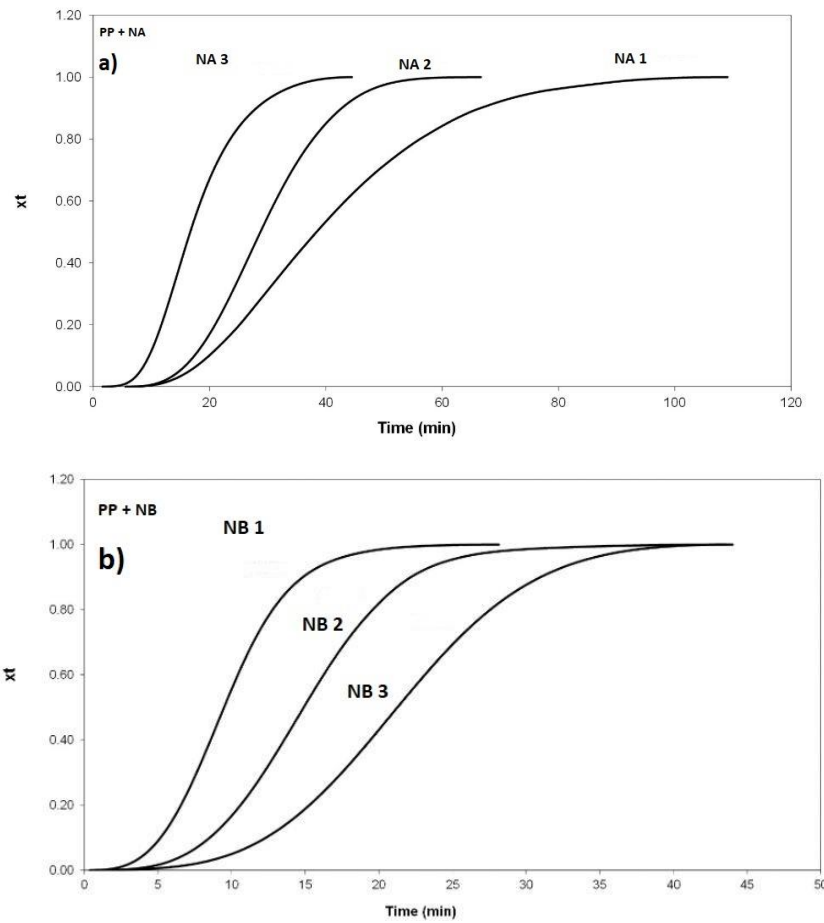 1.20
PP + NA
a)
NA 3
NA 2
NA 1
1.00
0.80
xt
0.60
0.40
0.20
0.00
0 20 40 60 80 100 120
Time (min)
1.20
PP + NB
NB 1
b)
1.00
0.80
NB 2
xt
0.60
NB 3
0.40
0.20
0.00
0 5 10 15 20 25 30 35 40 45 50
Time (min)